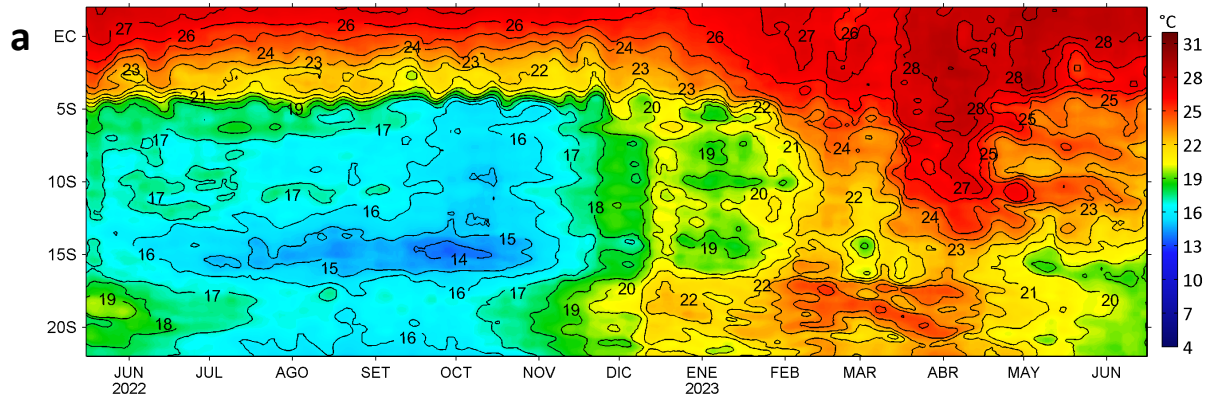 a
°C
EC
5S
10S
15S
20S
31
28
25
22
19
16
13
10
7
4
27 26 26 26 26 27 26 28 28 28
24 24 24 24
23 23 23 22 23 23
21 19 20 22 28 25
17 17 16 16 17 19 21 24 25 25
17 17 16 18 20 22 27 24 23
16 15 15 14 19 23
19 18 17 16 16 17 19 20 22 22 25 21 20
JUN JUL AGO SET OCT NOV DIC ENE FEB MAR ABR MAY JUN
2022 2023